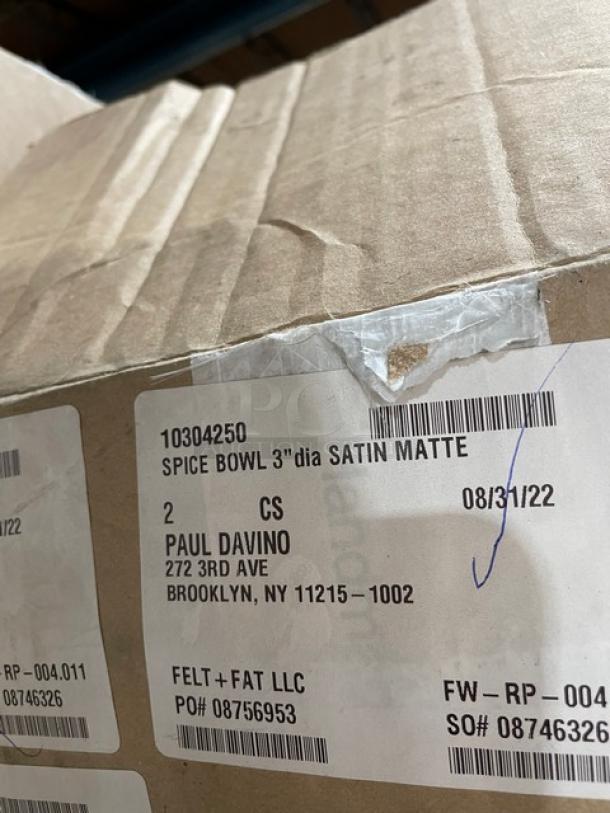 10304250
SPICE BOWL 3"dia SATIN MATTE
2 CS 08/31/22
PAUL DAVINO
272 3RD AVE
BROOKLYN, NY 11215-1002
FELT+FAT LLC FW-RP-004
PO# 08756953 SO# 08746326
/22
-RP-004.011
08746326